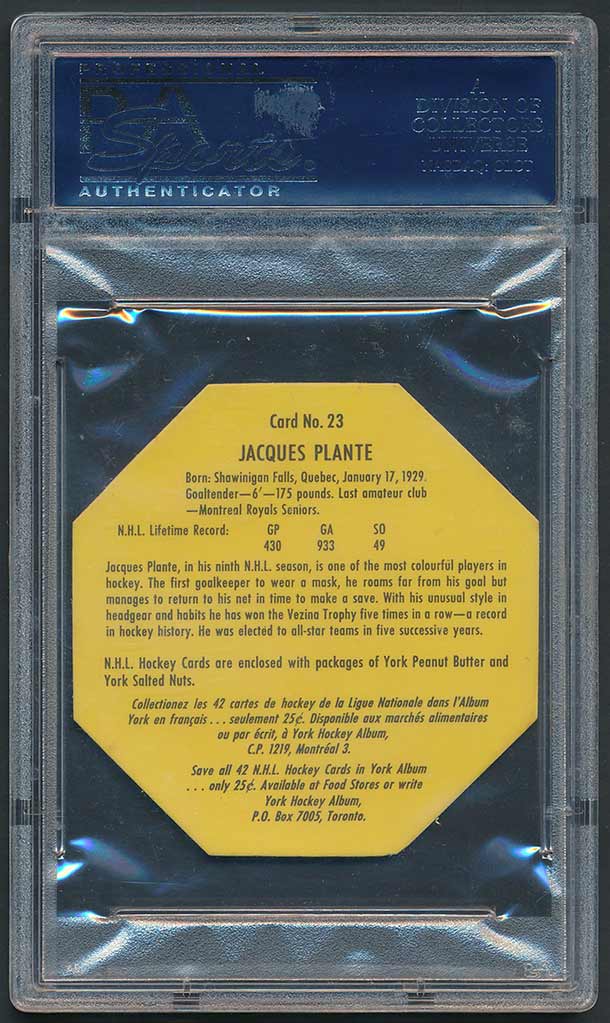 PROFESSIONAL
PSA
Sports.
AUTHENTICATOR
A
DIVISION OF
COLLECTORS
UNIVERSE
NASDAQ: CLCT
Card No. 23
JACQUES PLANTE
Born: Shawinigan Falls, Quebec, January 17, 1929.
Goaltender—6'—175 pounds. Last amateur club
—Montreal Royals Seniors.
N.H.L. Lifetime Record: GP GA SO
430 933 49
Jacques Plante, in his ninth N.H.L. season, is one of the most colourful players in
hockey. The first goalkeeper to wear a mask, he roams far from his goal but
manages to return to his net in time to make a save. With his unusual style in
headgear and habits he has won the Vezina Trophy five times in a row—a record
in hockey history. He was elected to all-star teams in five successive years.
N.H.L. Hockey Cards are enclosed with packages of York Peanut Butter and
York Salted Nuts.
Collectionez les 42 cartes de hockey de la Ligue Nationale dans l'Album
York en français . . . seulement 25¢. Disponible aux marchés alimentaires
ou par écrit, à York Hockey Album,
C.P. 1219, Montréal 3.
Save all 42 N.H.L. Hockey Cards in York Album
. . . only 25¢. Available at Food Stores or write
York Hockey Album,
P.O. Box 7005, Toronto.